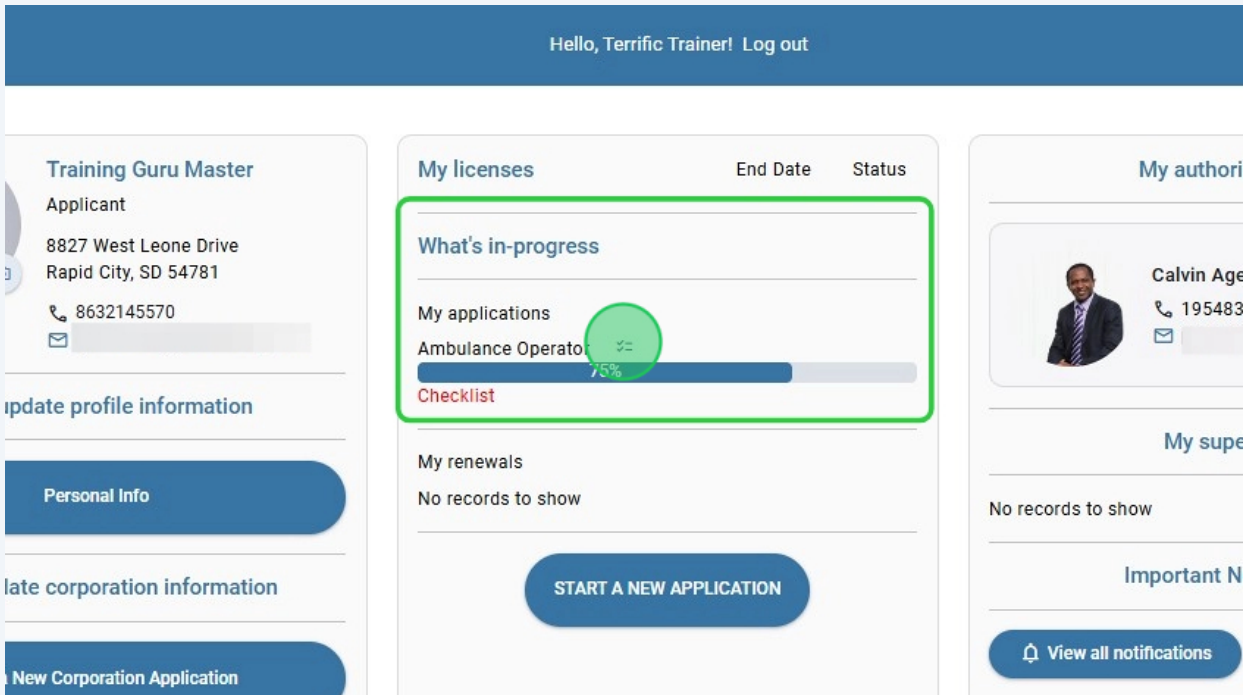 Hello, Terrific Trainer! Log out
Training Guru Master
Applicant
8827 West Leone Drive
Rapid City, SD 54781
8632145570
update profile information
Personal Info
corporation information
New Corporation Application
My licenses End Date Status
What's in-progress
My applications
Ambulance Operator
75%
Checklist
My renewals
No records to show
START A NEW APPLICATION
My authori
Calvin Age
195483
My supe
No records to show
Important N
View all notifications